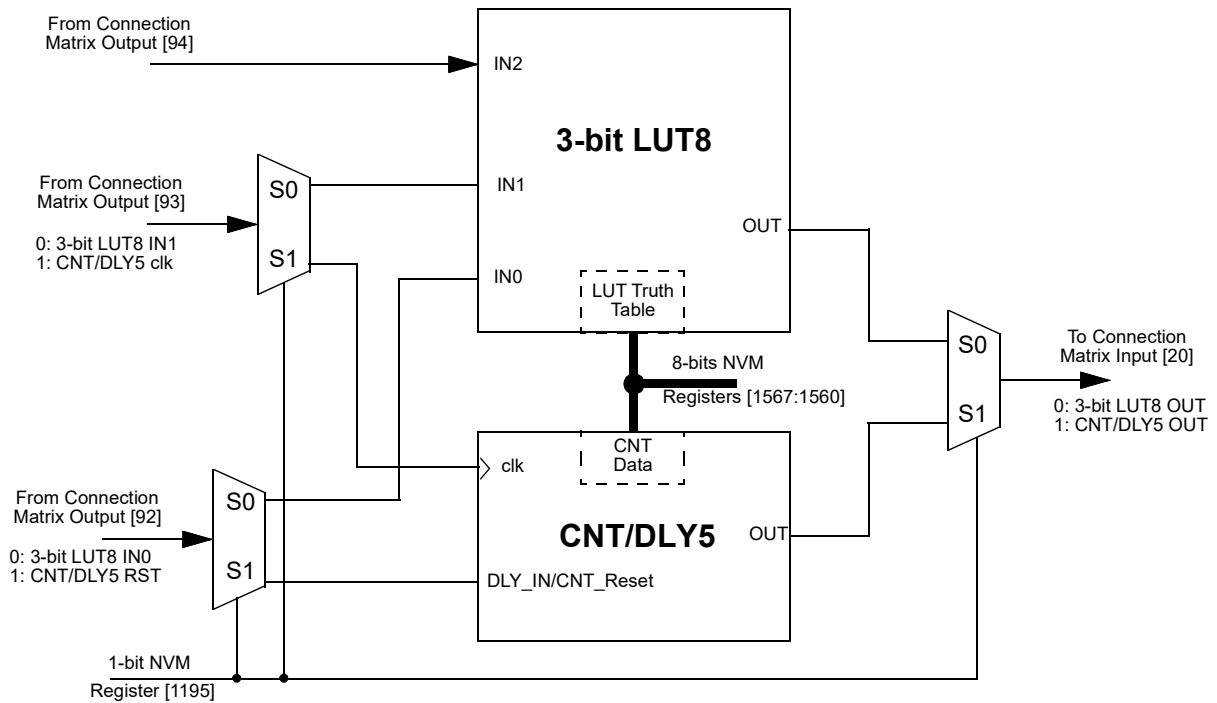 From Connection
Matrix Output [94]
IN2
3-bit LUT8
From Connection
Matrix Output [93]
S0
IN1
0: 3-bit LUT8 IN1
1: CNT/DLY5 clk
S1
OUT
IN0
LUT Truth
Table
S0
To Connection
Matrix Input [20]
8-bits NVM
Registers [1567:1560]
S1
0: 3-bit LUT8 OUT
1: CNT/DLY5 OUT
CNT
Data
clk
From Connection
Matrix Output [92]
S0
CNT/DLY5
OUT
0: 3-bit LUT8 IN0
1: CNT/DLY5 RST
S1
DLY_IN/CNT_Reset
1-bit NVM
Register [1195]